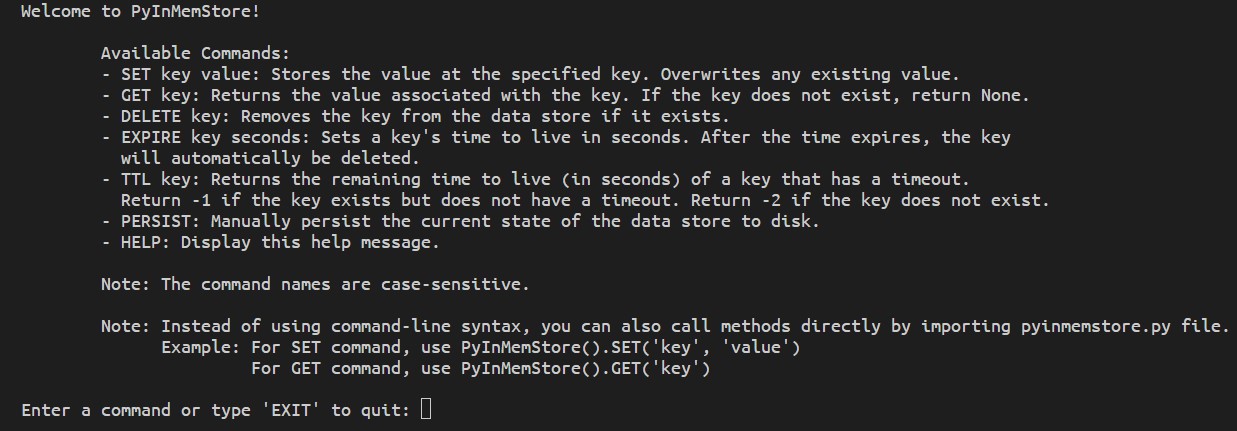 Welcome to PyInMemStore!
Available Commands:
- SET key value: Stores the value at the specified key. Overwrites any existing value.
- GET key: Returns the value associated with the key. If the key does not exist, return None.
- DELETE key: Removes the key from the data store if it exists.
- EXPIRE key seconds: Sets a key's time to live in seconds. After the time expires, the key
will automatically be deleted.
- TTL key: Returns the remaining time to live (in seconds) of a key that has a timeout.
Return -1 if the key exists but does not have a timeout. Return -2 if the key does not exist.
- PERSIST: Manually persist the current state of the data store to disk.
- HELP: Display this help message.
Note: The command names are case-sensitive.
Note: Instead of using command-line syntax, you can also call methods directly by importing pyinmemstore.py file.
Example: For SET command, use PyInMemStore().SET('key', 'value')
For GET command, use PyInMemStore().GET('key')
Enter a command or type 'EXIT' to quit: